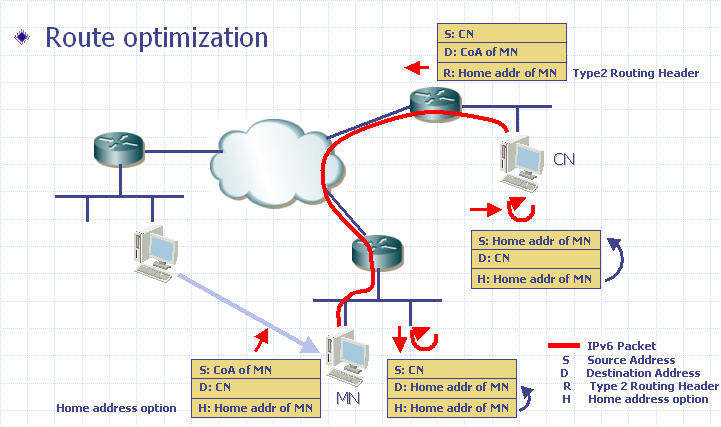 Route optimization
S: CN
D: CoA of MN
R: Home addr of MN
Type2 Routing Header
CN
S: Home addr of MN
D: CN
H: Home addr of MN
S: CoA of MN
D: CN
H: Home addr of MN
Home address option
MN
S: CN
D: Home addr of MN
H: Home addr of MN
IPv6 Packet
S Source Address
D Destination Address
R Type 2 Routing Header
H Home address option